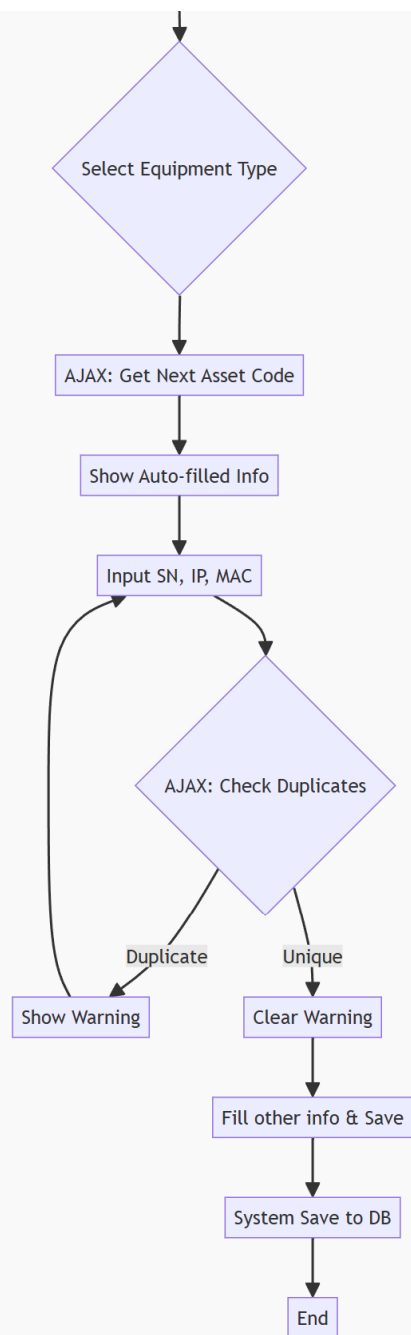 Select Equipment Type
AJAX: Get Next Asset Code
Show Auto-filled Info
Input SN, IP, MAC
AJAX: Check Duplicates
Duplicate
Unique
Show Warning
Clear Warning
Fill other info & Save
System Save to DB
End